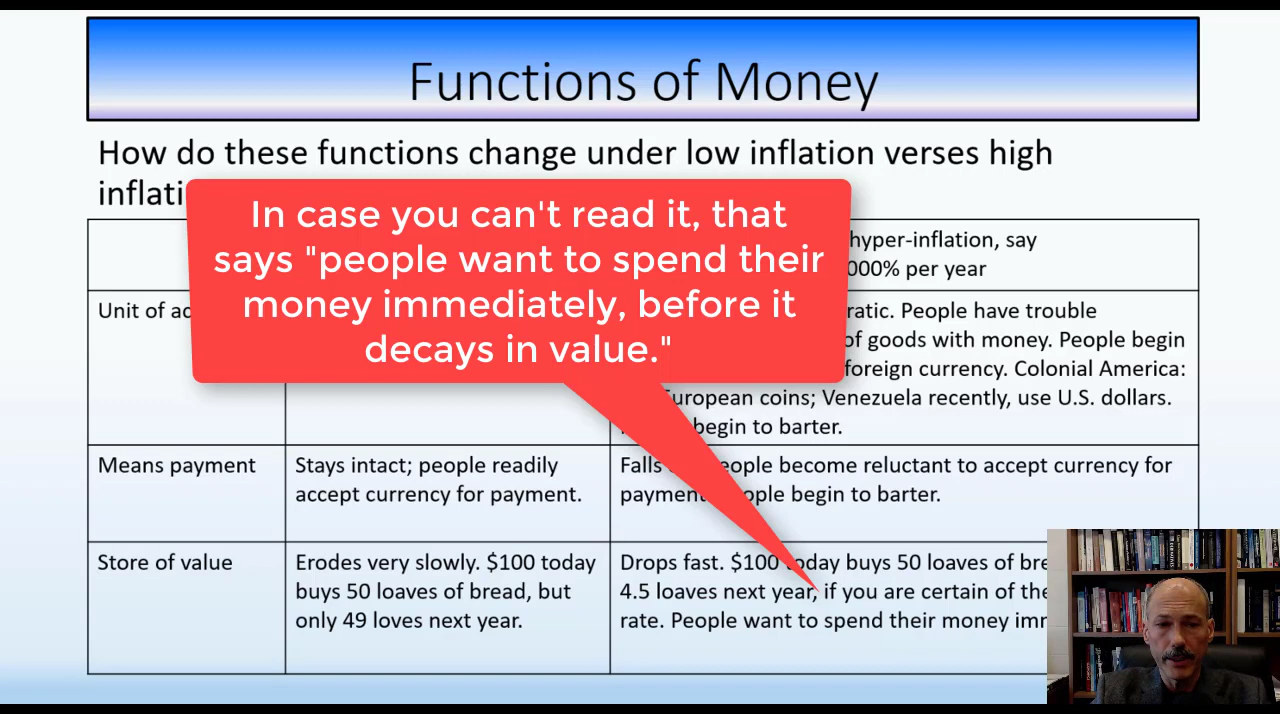 Functions of Money
How do these functions change under low inflation verses high
inflati
In case you can't read it, that
says "people want to spend their
money immediately, before it
decays in value."
hyper-inflation, say
000% per year
Unit of ac
ratic. People have trouble
of goods with money. People begin
foreign currency. Colonial America:
European coins; Venezuela recently, use U.S. dollars.
begin to barter.
Means payment
Stays intact; people readily
accept currency for payment.
Falls people become reluctant to accept currency for
payment people begin to barter.
Store of value
Erodes very slowly. $100 today
buys 50 loaves of bread, but
only 49 loves next year.
Drops fast. $100 today buys 50 loaves of bre
4.5 loaves next year, if you are certain of the
rate. People want to spend their money imm